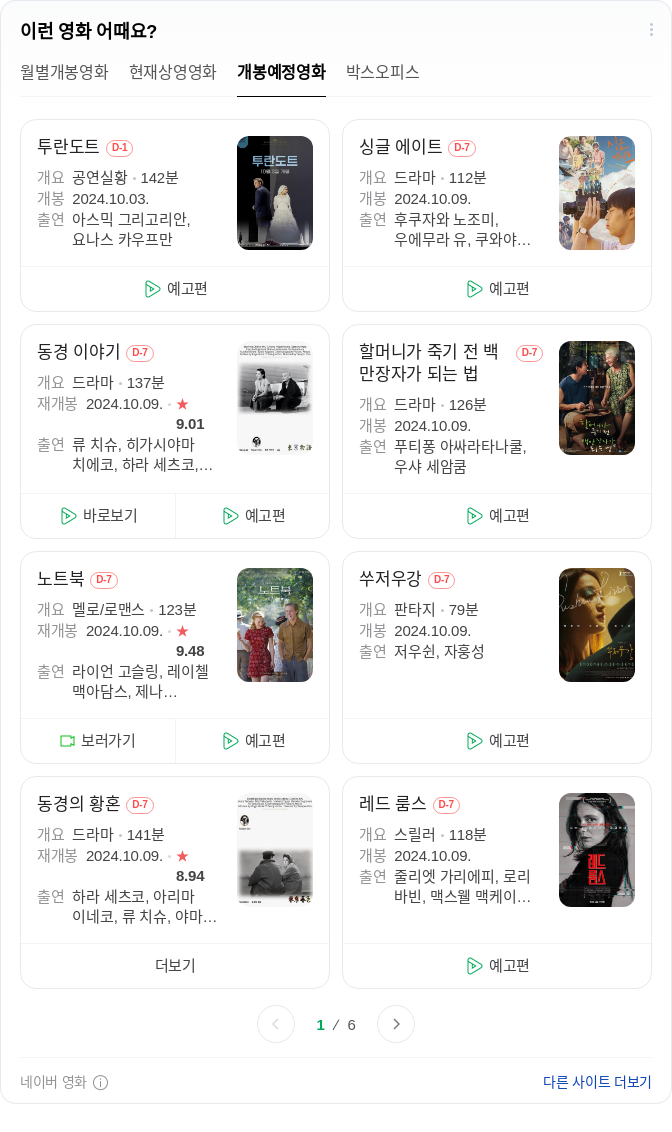 이런 영화 어때요?
월별개봉영화 현재상영영화 개봉예정영화 박스오피스
투란도트 D-1
개요 공연실황 142분
개봉 2024.10.03.
출연 아스믹 그리고리안,
요나스 카우프만
투란도트
예고편
싱글 에이트 D-7
개요 드라마 112분
개봉 2024.10.09.
출연 후쿠자와 노조미,
우에무라 유, 쿠와야…
예고편
동경 이야기 D-7
개요 드라마 137분
재개봉 2024.10.09. ★
9.01
출연 류 치슈, 히가시야마
치에코, 하라 세츠코,…
바로보기 예고편
할머니가 죽기 전 백 D-7
만장자가 되는 법
개요 드라마 126분
개봉 2024.10.09.
출연 푸티퐁 아싸라타나쿨,
우샤 세암쿰
예고편
노트북 D-7
개요 멜로/로맨스 123분
재개봉 2024.10.09. ★
9.48
출연 라이언 고슬링, 레이첼
맥아담스, 제나…
노트북
보러가기 예고편
쑤저우강 D-7
개요 판타지 79분
개봉 2024.10.09.
출연 저우쉰, 자홍성
쑤저우강
예고편
동경의 황혼 D-7
개요 드라마 141분
재개봉 2024.10.09. ★
8.94
출연 하라 세츠코, 아리마
이네코, 류 치슈, 야마…
더보기
레드 룸스 D-7
개요 스릴러 118분
개봉 2024.10.09.
출연 줄리엣 가리에피, 로리
바빈, 맥스웰 맥케이…
레드
룸스
예고편
1 / 6
네이버 영화 다른 사이트 더보기